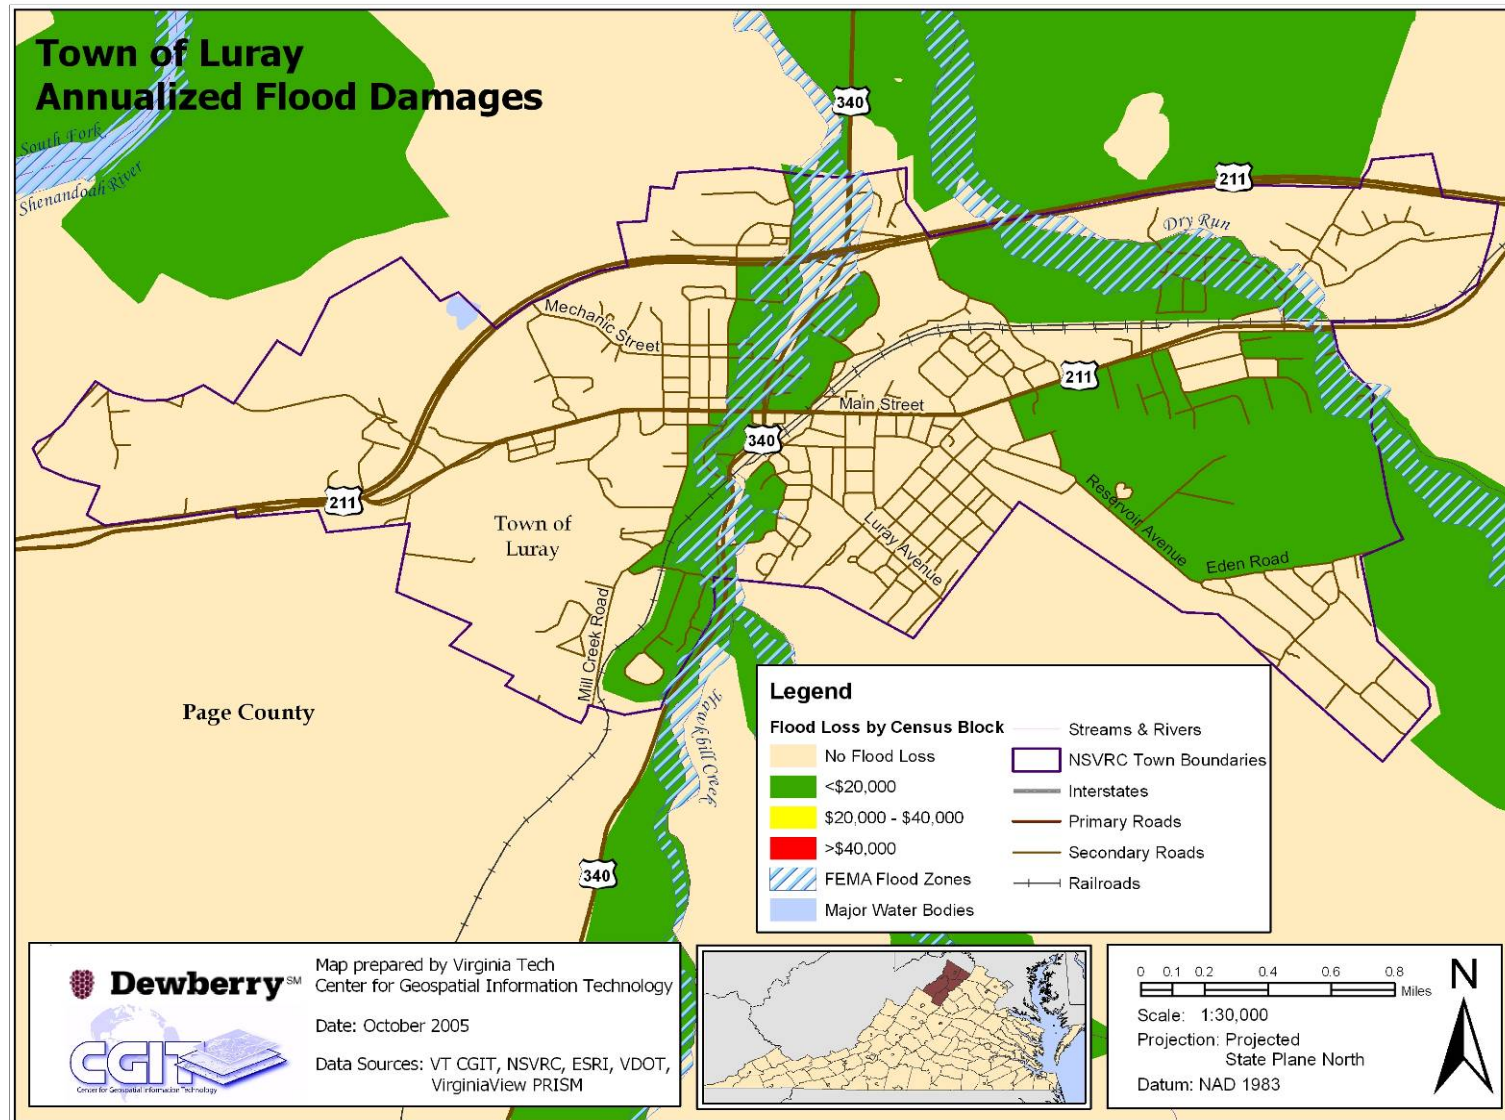 Town of Luray
Annualized Flood Damages
South Fork
Shenandoah River
340
211
Dry Run
Mechanic Street
211
Main Street
340
211
Town of
Luray
Luray Avenue
Reservoir Avenue
Eden Road
Mill Creek Road
Page County
Hawksbill Creek
340
Legend
Flood Loss by Census Block
No Flood Loss
<$20,000
$20,000 - $40,000
>$40,000
FEMA Flood Zones
Major Water Bodies
Streams & Rivers
NSVRC Town Boundaries
Interstates
Primary Roads
Secondary Roads
Railroads
Dewberry SM
CGIT
Center for Geospatial Information Technology
Map prepared by Virginia Tech
Center for Geospatial Information Technology
Date: October 2005
Data Sources: VT CGIT, NSVRC, ESRI, VDOT,
VirginiaView PRISM
0 0.1 0.2 0.4 0.6 0.8
Miles
Scale: 1:30,000
Projection: Projected
State Plane North
Datum: NAD 1983
N